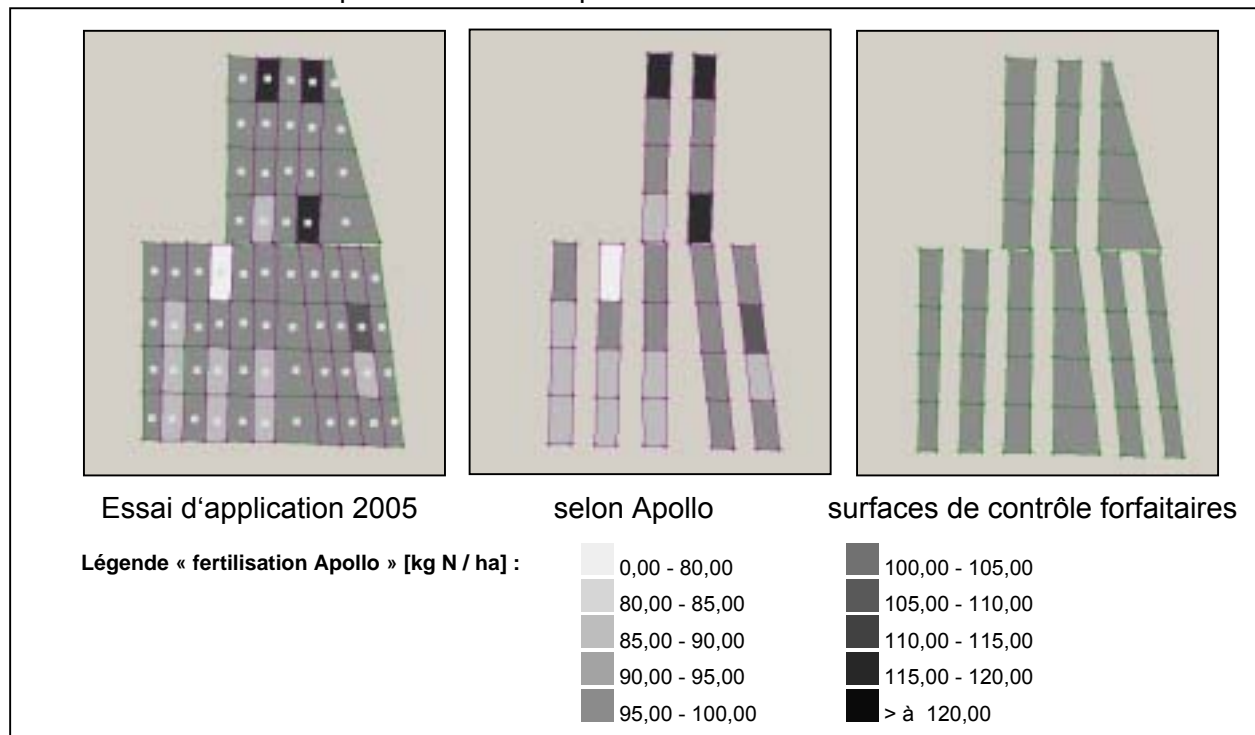 Essai d‘application 2005 selon Apollo surfaces de contrôle forfaitaires
Légende « fertilisation Apollo » [kg N / ha] :
0,00 - 80,00 100,00 - 105,00
80,00 - 85,00 105,00 - 110,00
85,00 - 90,00 110,00 - 115,00
90,00 - 95,00 115,00 - 120,00
95,00 - 100,00 > à 120,00